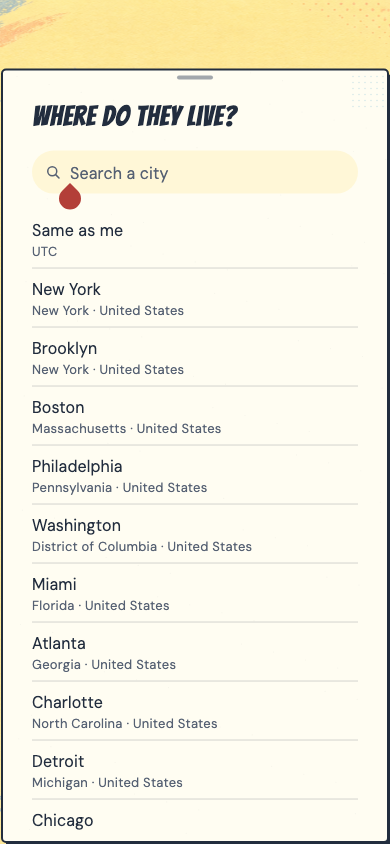 WHERE DO THEY LIVE?
Search a city
Same as me
UTC
New York
New York · United States
Brooklyn
New York · United States
Boston
Massachusetts · United States
Philadelphia
Pennsylvania · United States
Washington
District of Columbia · United States
Miami
Florida · United States
Atlanta
Georgia · United States
Charlotte
North Carolina · United States
Detroit
Michigan · United States
Chicago